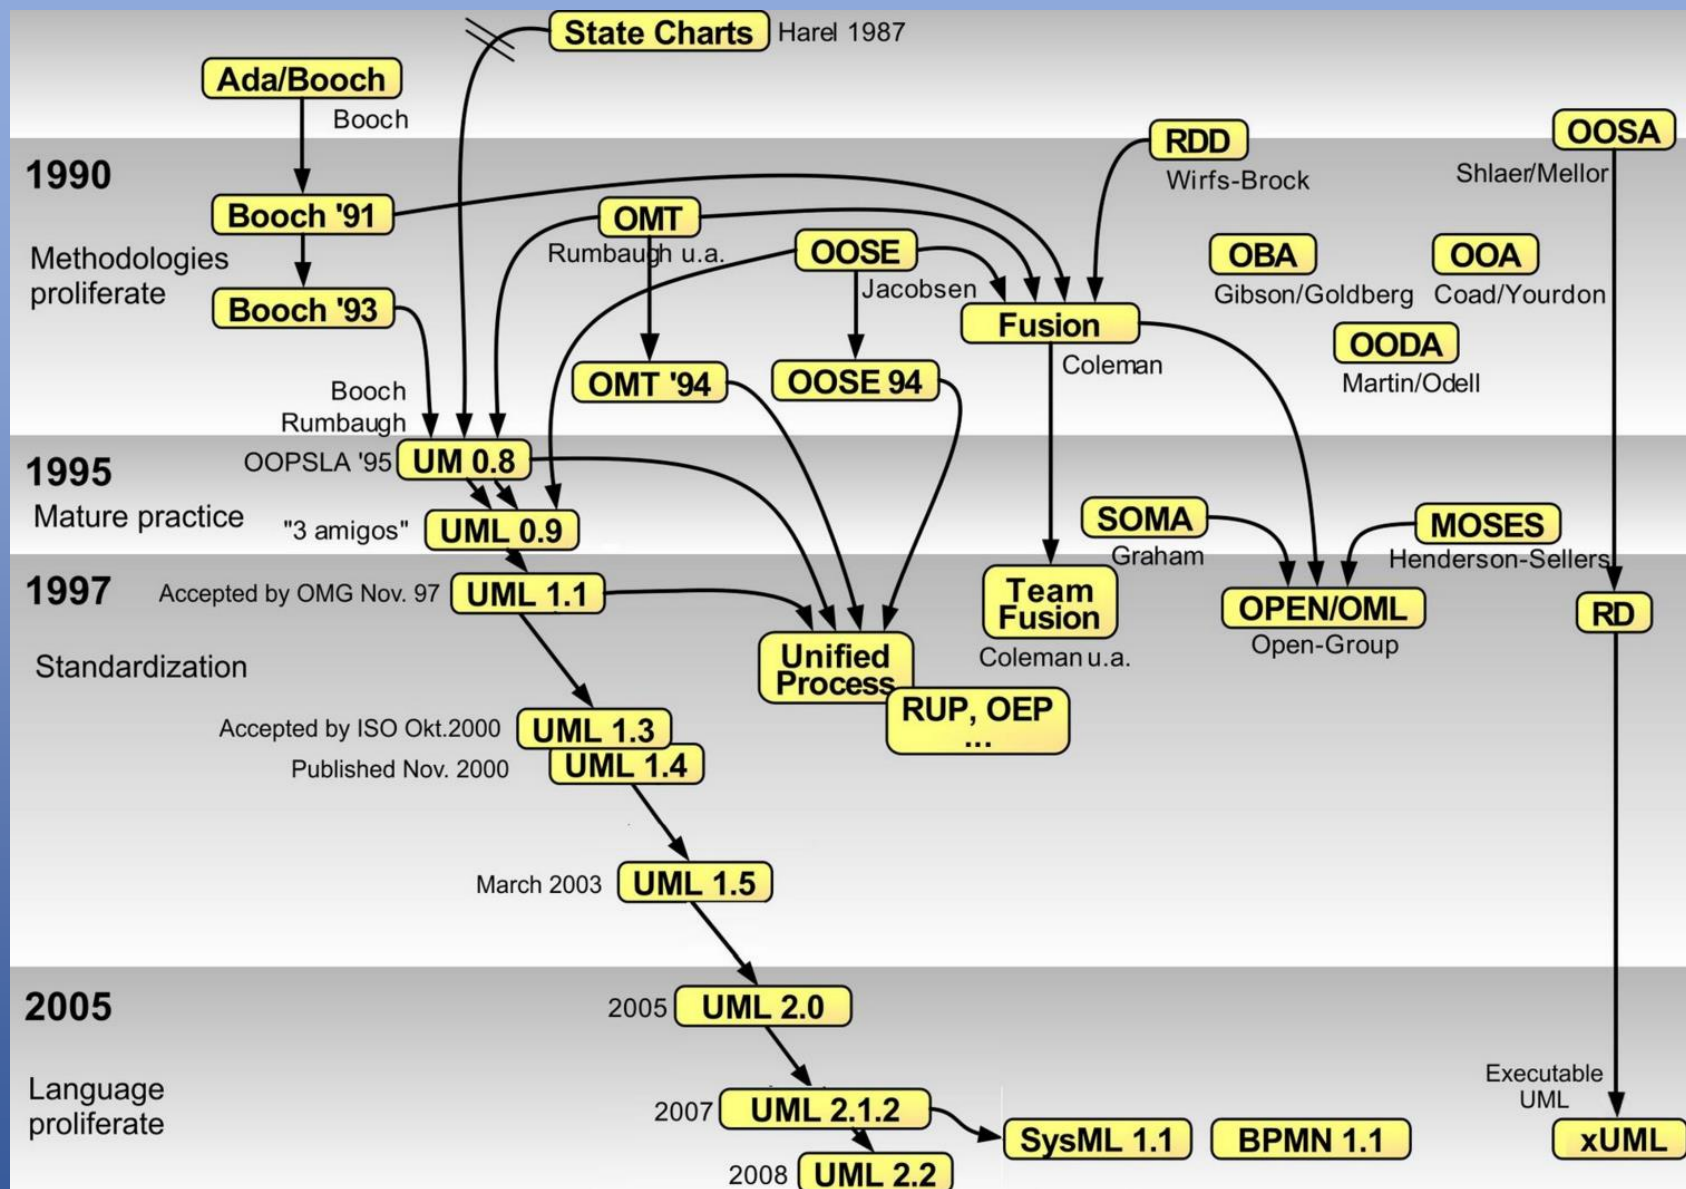 State Charts
Harel 1987
Ada/Booch
Booch
OOSA
Shlaer/Mellor
RDD
Wirfs-Brock
1990
Methodologies
proliferate
Booch '91
OMT
Rumbaugh u.a.
OOSE
Jacobsen
OBA
Gibson/Goldberg
OOA
Coad/Yourdon
Booch '93
Fusion
Coleman
OODA
Martin/Odell
OMT '94
OOSE 94
Booch
Rumbaugh
1995
Mature practice
OOPSLA '95
UM 0.8
"3 amigos"
UML 0.9
SOMA
Graham
MOSES
Henderson-Sellers
1997
Standardization
Accepted by OMG Nov. 97
UML 1.1
Team
Fusion
Coleman u.a.
OPEN/OML
Open-Group
RD
Unified
Process
RUP, OEP
...
Accepted by ISO Okt.2000
UML 1.3
Published Nov. 2000
UML 1.4
March 2003
UML 1.5
2005
Language
proliferate
2005
UML 2.0
2007
UML 2.1.2
2008
UML 2.2
SysML 1.1
BPMN 1.1
Executable
UML
xUML